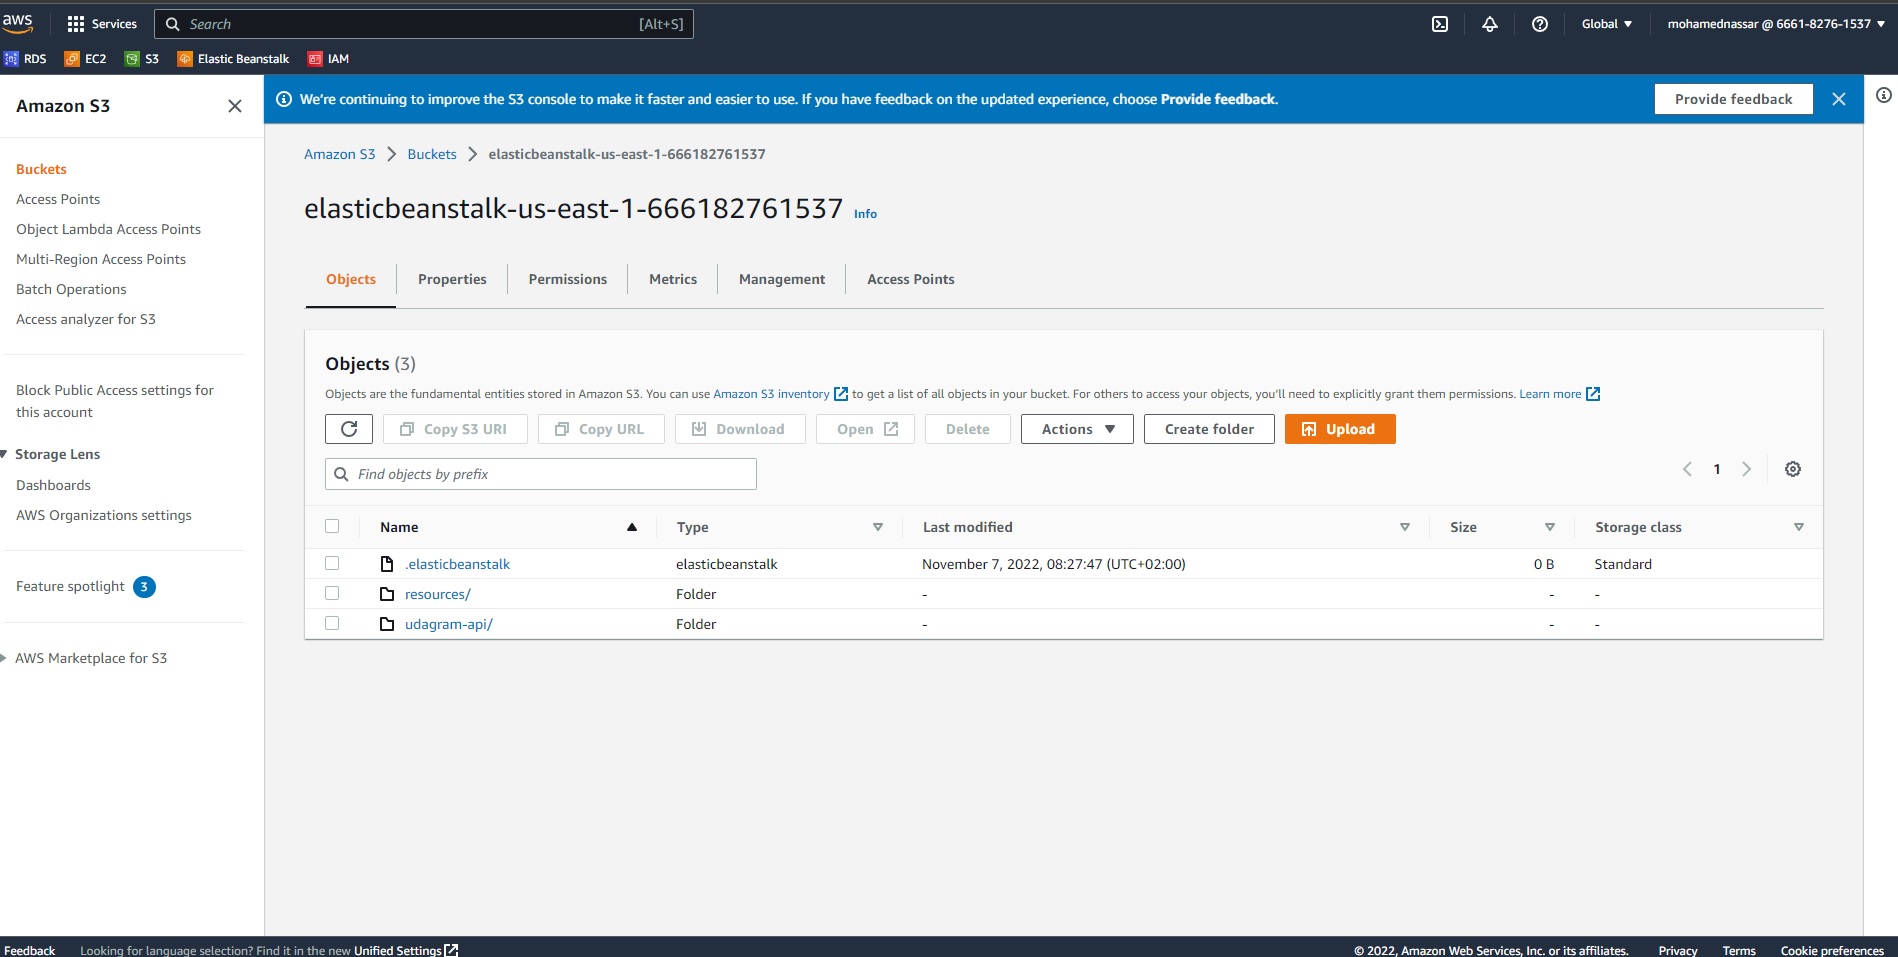 aws Services Search [Alt+S] Global mohamednassar @ 6661-8276-1537
RDS EC2 S3 Elastic Beanstalk IAM
Amazon S3
Buckets
Access Points
Object Lambda Access Points
Multi-Region Access Points
Batch Operations
Access analyzer for S3
Block Public Access settings for
this account
Storage Lens
Dashboards
AWS Organizations settings
Feature spotlight 3
AWS Marketplace for S3
We're continuing to improve the S3 console to make it faster and easier to use. If you have feedback on the updated experience, choose Provide feedback. Provide feedback
Amazon S3 Buckets elasticbeanstalk-us-east-1-666182761537
elasticbeanstalk-us-east-1-666182761537 Info
Objects Properties Permissions Metrics Management Access Points
Objects (3)
Objects are the fundamental entities stored in Amazon S3. You can use Amazon S3 inventory to get a list of all objects in your bucket. For others to access your objects, you'll need to explicitly grant them permissions. Learn more
Copy S3 URI Copy URL Download Open Delete Actions Create folder Upload
Find objects by prefix 1
Name Type Last modified Size Storage class
.elasticbeanstalk elasticbeanstalk November 7, 2022, 08:27:47 (UTC+02:00) 0 B Standard
resources/ Folder - - -
udagram-api/ Folder - - -
Feedback Looking for language selection? Find it in the new Unified Settings © 2022, Amazon Web Services, Inc. or its affiliates. Privacy Terms Cookie preferences